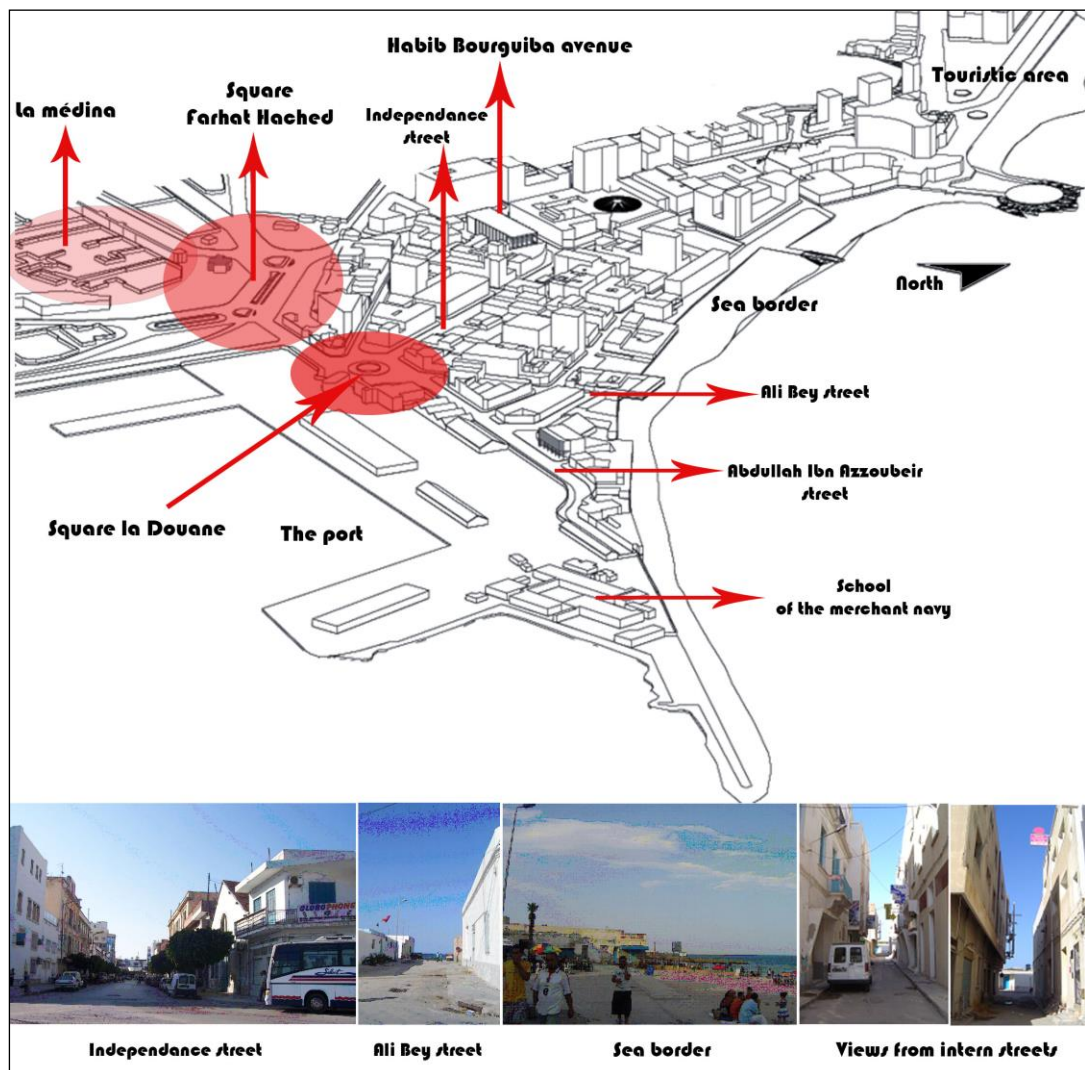 Habib Bourguiba avenue
Touristic area
Square
Farhat Hached
La médina
Independance
street
North
Sea border
Ali Bey street
Abdullah Ibn Azzoubeir
street
Square la Douane
The port
School
of the merchant navy
Independance street
Ali Bey street
Sea border
Views from intern streets